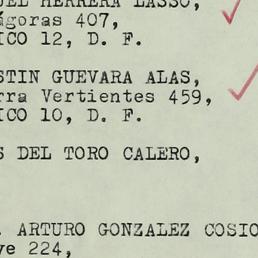 HERRERA LASSO,
ágoras 407,
ICO 12, D. F.
STIN GUEVARA ALAS,
rra Vertientes 459,
ICO 10, D. F.
S DEL TORO CALERO,
. ARTURO GONZALEZ COSIO
ve 224,